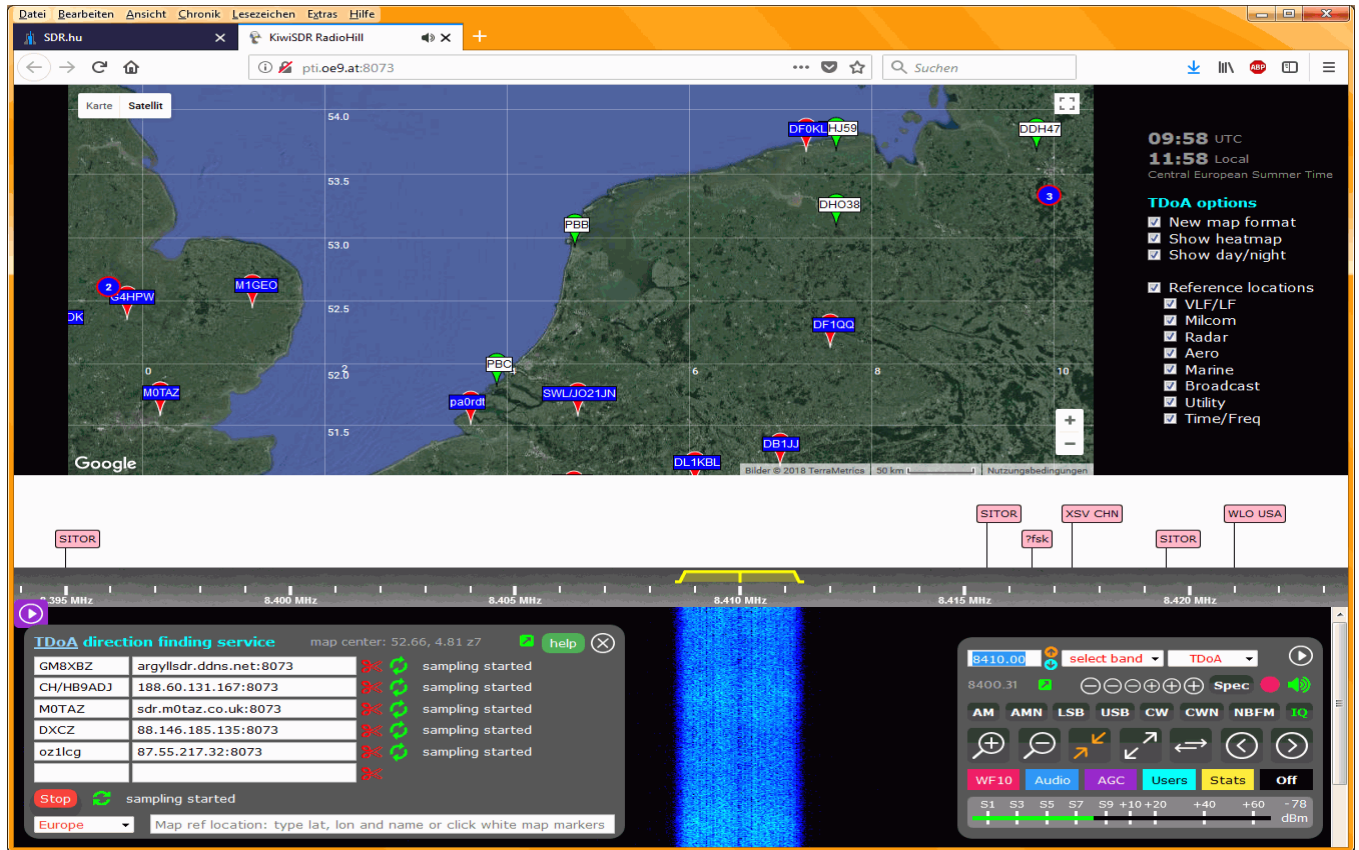 Datei Bearbeiten Ansicht Chronik Lesezeichen Extras Hilfe
SDR.hu
KiwiSDR RadioHill
pti.oe9.at:8073
Suchen
ABP
Karte Satellit
54.0
53.5
53.0
52.5
51.5
0
6
8
10
DF0KL HJ59
DDH47
DHO38
PBB
2
3
G4HPW
M1GEO
DK
DF1QQ
PBC
M0TAZ
pa0rdt
SWL/JO21JN
DB1JJ
DL1KBL
Google
Bilder © 2018 TerraMetrics
50 km
Nutzungsbedingungen
09:58 UTC
11:58 Local
Central European Summer Time
TDoA options
New map format
Show heatmap
Show day/night
Reference locations
VLF/LF
Milcom
Radar
Aero
Marine
Broadcast
Utility
Time/Freq
SITOR
SITOR
XSV CHN
WLO USA
?fsk
SITOR
8.395 MHz
8.400 MHz
8.405 MHz
8.410 MHz
8.415 MHz
8.420 MHz
TDoA direction finding service
map center: 52.66, 4.81 z7
help
GM8XBZ argyllsdr.ddns.net:8073 sampling started
CH/HB9ADJ 188.60.131.167:8073 sampling started
M0TAZ sdr.m0taz.co.uk:8073 sampling started
DXCZ 88.146.185.135:8073 sampling started
oz1lcg 87.55.217.32:8073 sampling started
Stop sampling started
Europe Map ref location: type lat, lon and name or click white map markers
8410.00 select band TDoA
8400.31 Spec
AM AMN LSB USB CW CWN NBFM IQ
WF10 Audio AGC Users Stats Off
S1 S3 S5 S7 S9 +10 +20 +40 +60 -78 dBm